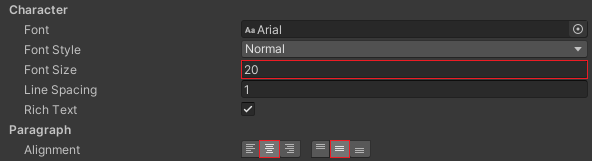 Character
Font Aa Arial
Font Style Normal
Font Size 20
Line Spacing 1
Rich Text
Paragraph
Alignment